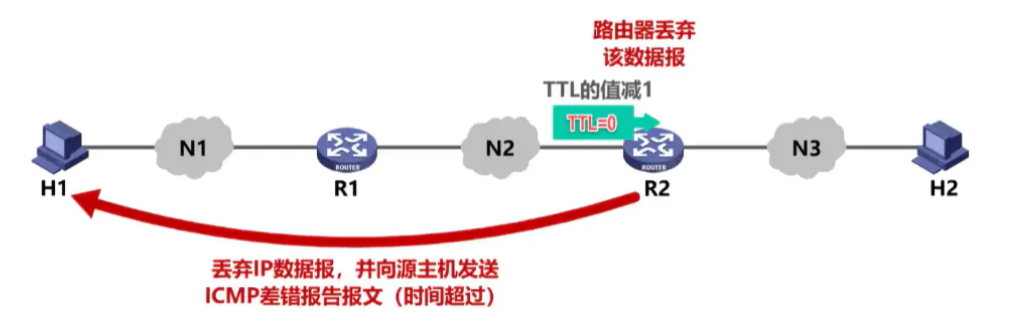 路由器丢弃
该数据报
TTL的值减1
TTL=0
N1
N2
N3
ROUTER
ROUTER
H1
R1
R2
H2
丢弃IP数据报，并向源主机发送
ICMP差错报告报文（时间超过）